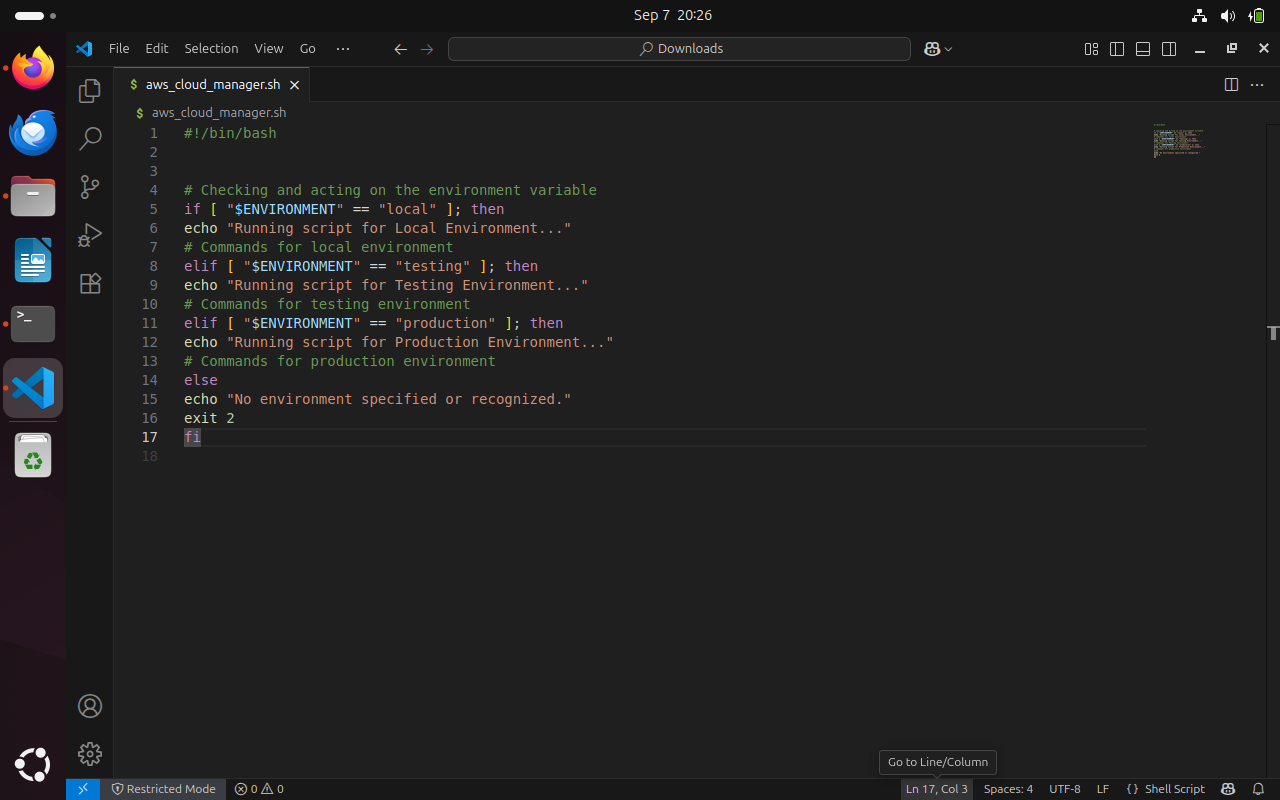 Sep 7 20:26
File Edit Selection View Go ···
Downloads
$ aws_cloud_manager.sh
$ aws_cloud_manager.sh
1 #!/bin/bash
2
3
4 # Checking and acting on the environment variable
5 if [ "$ENVIRONMENT" == "local" ]; then
6 echo "Running script for Local Environment..."
7 # Commands for local environment
8 elif [ "$ENVIRONMENT" == "testing" ]; then
9 echo "Running script for Testing Environment..."
10 # Commands for testing environment
11 elif [ "$ENVIRONMENT" == "production" ]; then
12 echo "Running script for Production Environment..."
13 # Commands for production environment
14 else
15 echo "No environment specified or recognized."
16 exit 2
17 fi
18
Go to Line/Column
Restricted Mode 0 0 Ln 17, Col 3 Spaces: 4 UTF-8 LF {} Shell Script